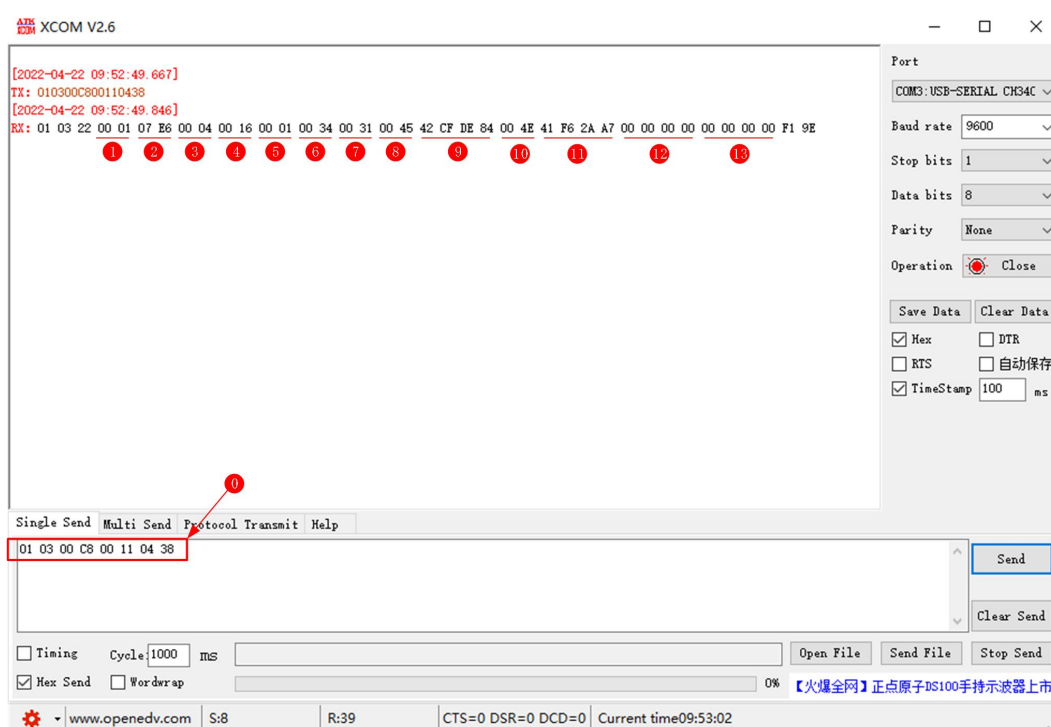 ATK XCOM XCOM V2.6
[2022-04-22 09:52:49.667]
TX: 010300C800110438
[2022-04-22 09:52:49.846]
RX: 01 03 22 00 01 07 E6 00 04 00 16 00 01 00 34 00 31 00 45 42 CF DE 84 00 4E 41 F6 2A A7 00 00 00 00 00 00 00 00 F1 9E
1 2 3 4 5 6 7 8 9 10 11 12 13
Port
COM3:USB-SERIAL CH34C
Baud rate 9600
Stop bits 1
Data bits 8
Parity None
Operation Close
Save Data Clear Data
Hex DTR
RTS 自动保存
TimeStamp 100 ms
0
Single Send Multi Send Protocol Transmit Help
01 03 00 C8 00 11 04 38
Send
Clear Send
Timing Cycle: 1000 ms Open File Send File Stop Send
Hex Send Wordwrap 0% 【火爆全网】正点原子DS100手持示波器上市
www.openedv.com S:8 R:39 CTS=0 DSR=0 DCD=0 Current time09:53:02